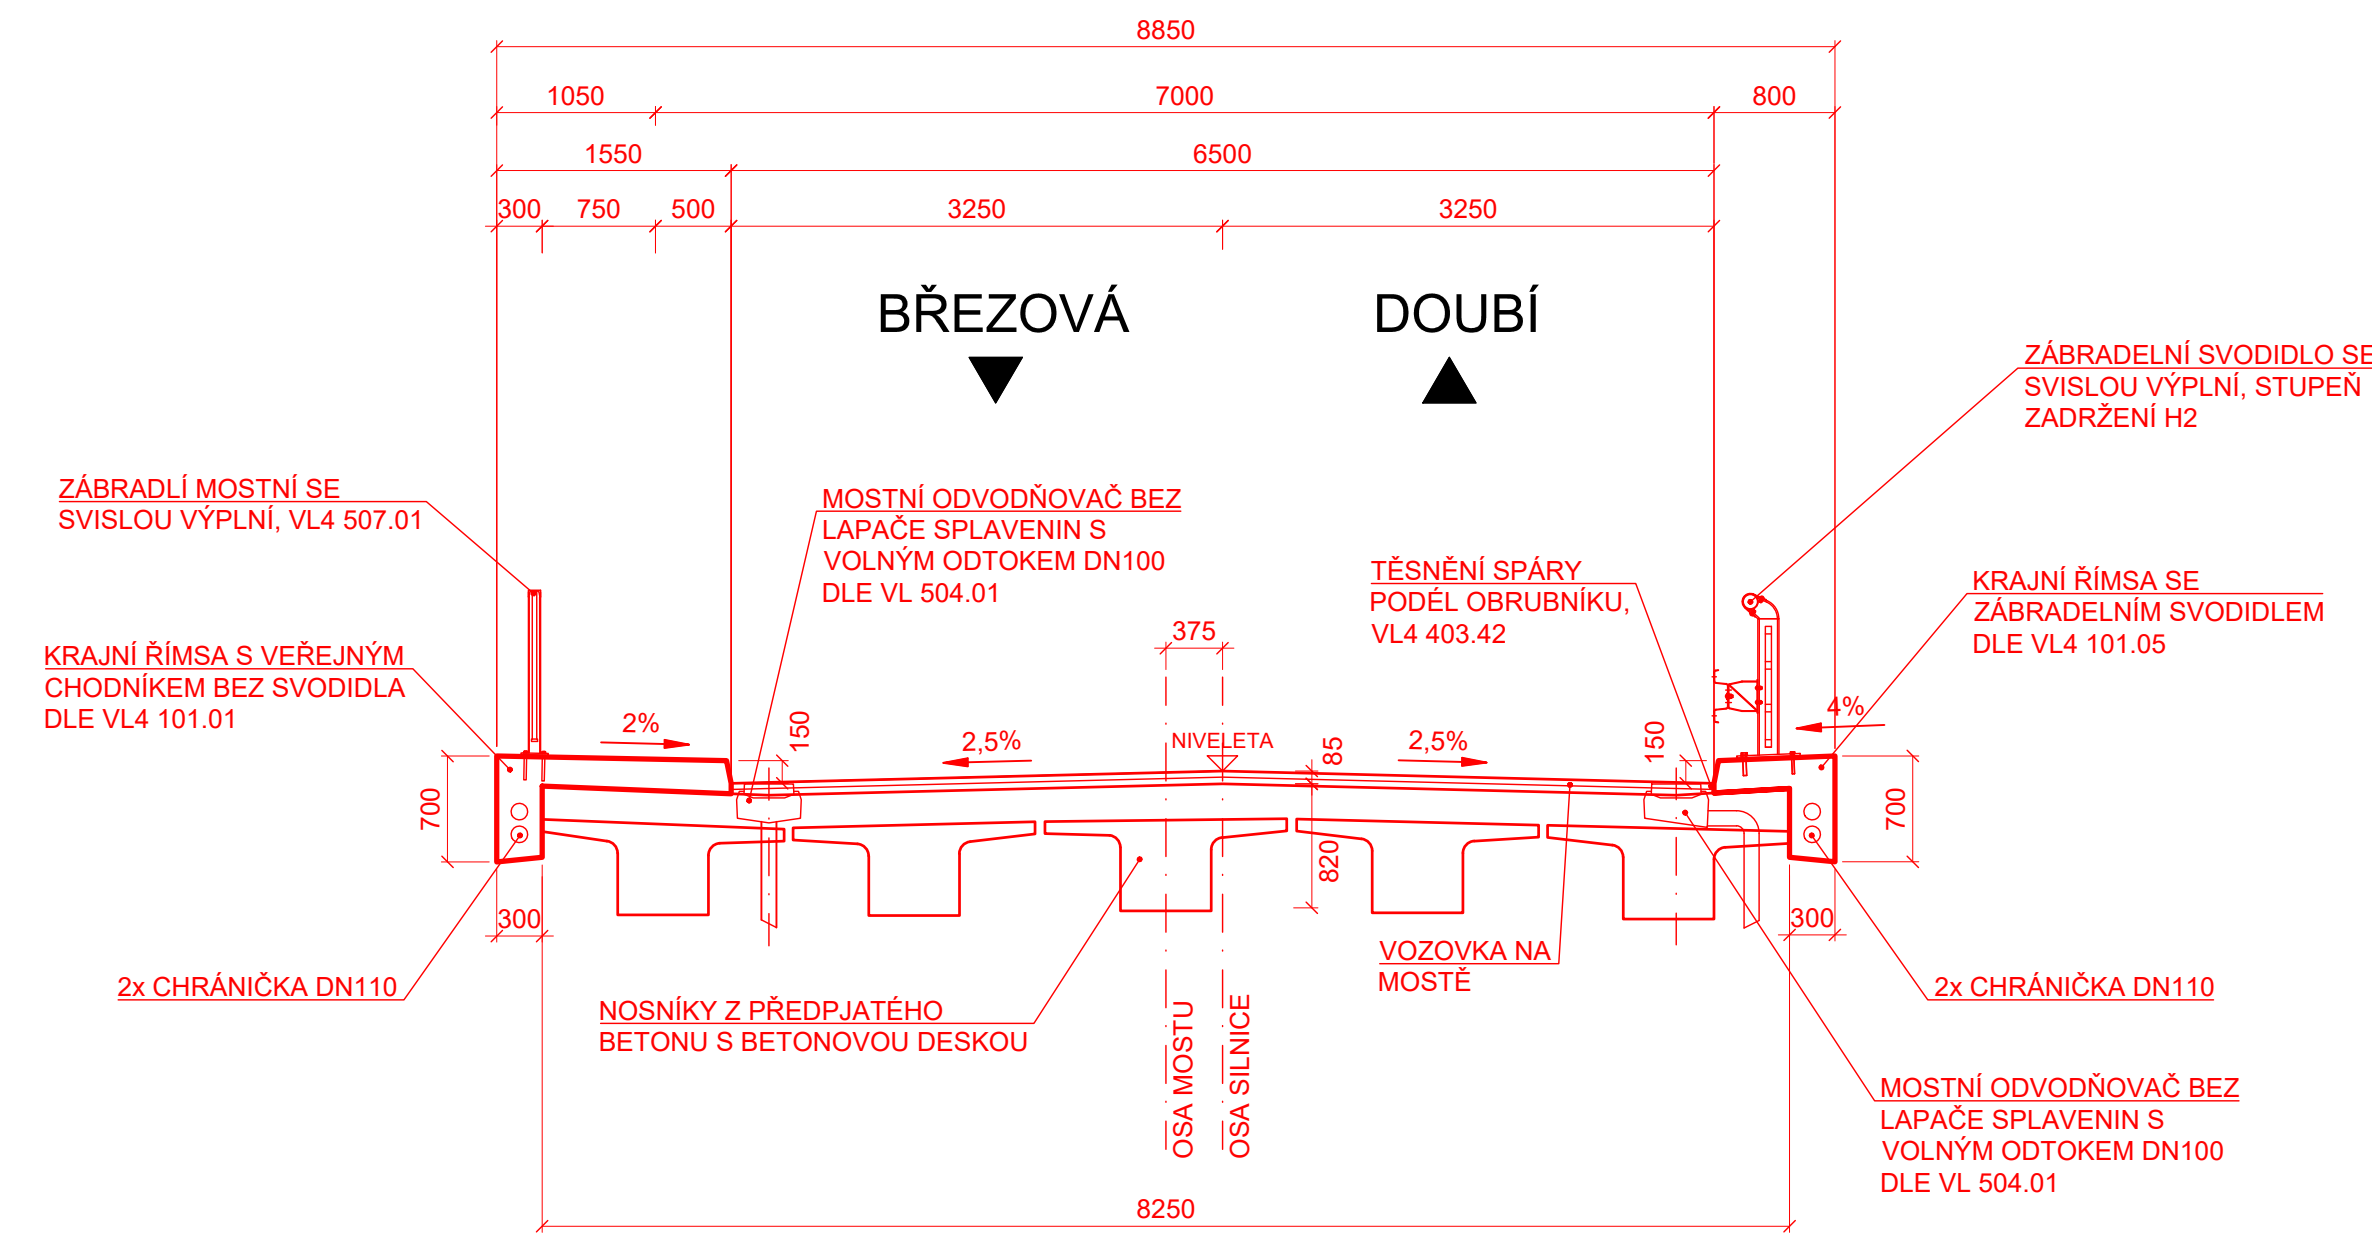 8850
1050
7000
800
1550
6500
300
750
500
3250
3250
BŘEZOVÁ
DOUBÍ
ZÁBRADELNÍ SVODIDLO SE
SVISLOU VÝPLNÍ, STUPEŇ
ZADRŽENÍ H2
ZÁBRADLÍ MOSTNÍ SE
SVISLOU VÝPLNÍ, VL4 507.01
MOSTNÍ ODVODŇOVAČ BEZ
LAPAČE SPLAVENIN S
VOLNÝM ODTOKEM DN100
DLE VL 504.01
TĚSNĚNÍ SPÁRY
PODÉL OBRUBNÍKU,
VL4 403.42
KRAJNÍ ŘÍMSA SE
ZÁBRADELNÍM SVODIDLEM
DLE VL4 101.05
KRAJNÍ ŘÍMSA S VEŘEJNÝM
CHODNÍKEM BEZ SVODIDLA
DLE VL4 101.01
375
2%
150
2,5%
NIVELETA
85
2,5%
150
4%
700
820
700
300
300
2x CHRÁNIČKA DN110
NOSNÍKY Z PŘEDPJATÉHO
BETONU S BETONOVOU DESKOU
OSA MOSTU
OSA SILNICE
VOZOVKA NA
MOSTĚ
2x CHRÁNIČKA DN110
MOSTNÍ ODVODŇOVAČ BEZ
LAPAČE SPLAVENIN S
VOLNÝM ODTOKEM DN100
DLE VL 504.01
8250